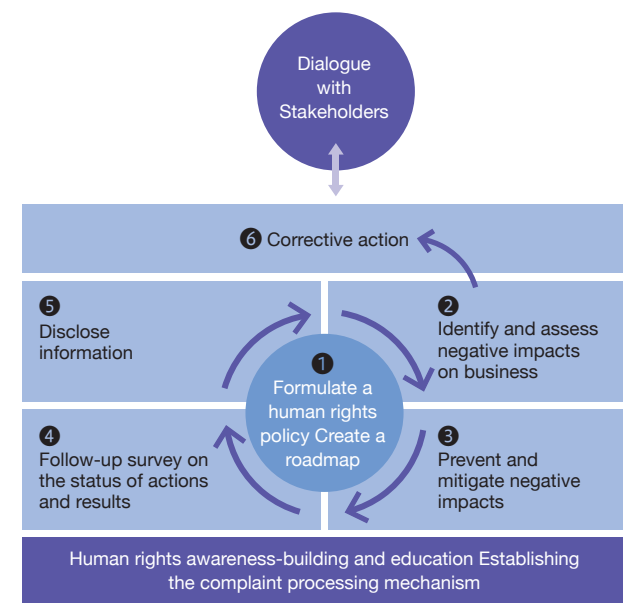 Dialogue
with
Stakeholders
❻ Corrective action
❺
Disclose
information
❷
Identify and assess
negative impacts
on business
❶
Formulate a
human rights
policy Create a
roadmap
❹
Follow-up survey on
the status of actions
and results
❸
Prevent and
mitigate negative
impacts
Human rights awareness-building and education Establishing
the complaint processing mechanism